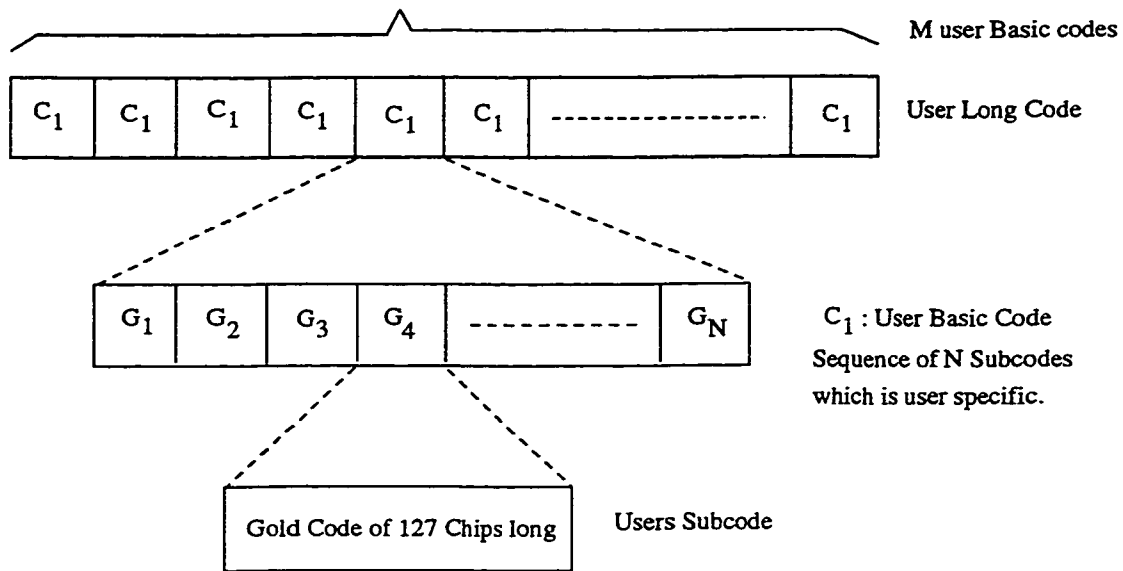 M user Basic codes
C1 C1 C1 C1 C1 C1 C1
User Long Code
G1 G2 G3 G4 GN
C1 : User Basic Code
Sequence of N Subcodes
which is user specific.
Gold Code of 127 Chips long
Users Subcode